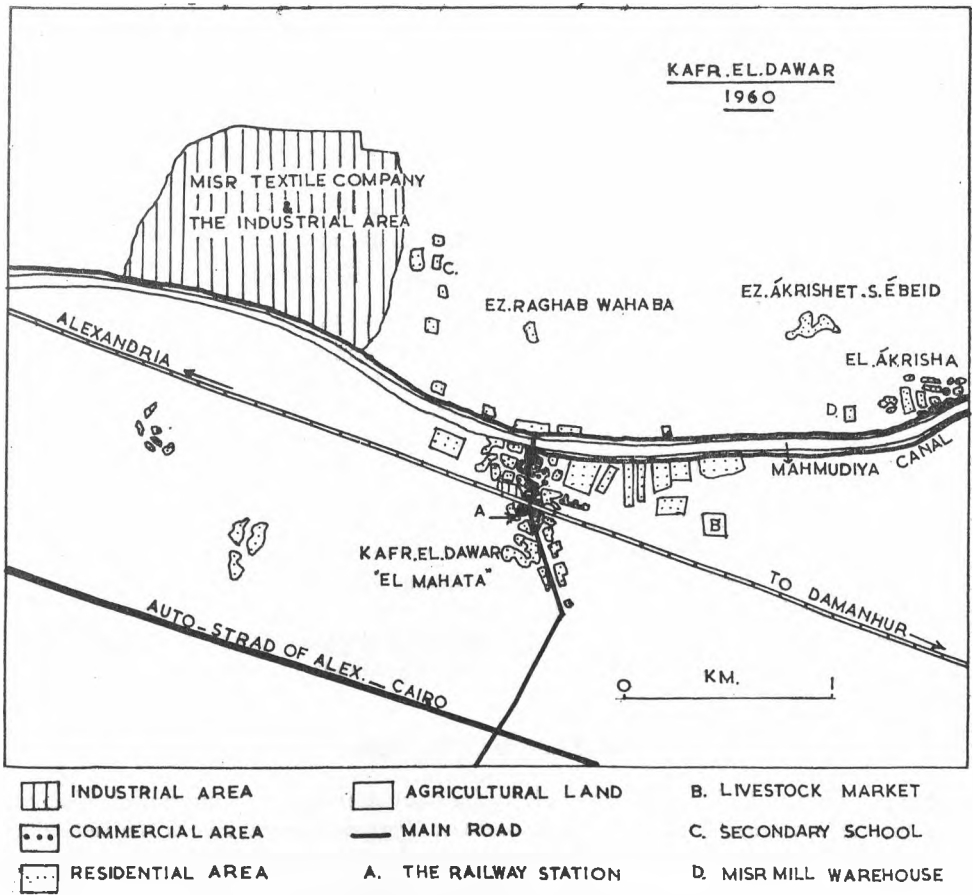 KAFR.EL.DAWAR
1960
MISR TEXTILE COMPANY
&
THE INDUSTRIAL AREA
C.
EZ.RAGHAB WAHABA
EZ.ÁKRISHET.S.ÉBEID
ALEXANDRIA
EL.ÁKRISHA
D.
MAHMUDIYA CANAL
A
B
KAFR.EL.DAWAR
"EL MAHATA"
TO DAMANHUR
AUTO-STRAD OF ALEX.-CAIRO
KM.
0 1
INDUSTRIAL AREA
AGRICULTURAL LAND
B. LIVESTOCK MARKET
COMMERCIAL AREA
MAIN ROAD
C. SECONDARY SCHOOL
RESIDENTIAL AREA
A. THE RAILWAY STATION
D. MISR MILL WAREHOUSE